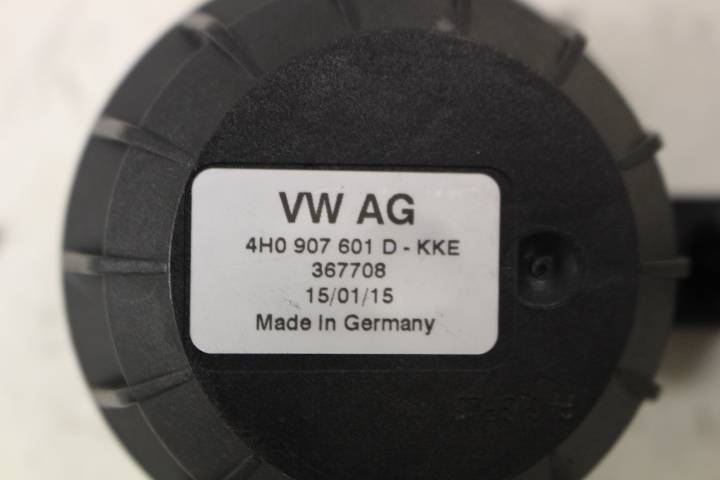 VW AG
4H0 907 601 D - KKE
367708
15/01/15
Made In Germany